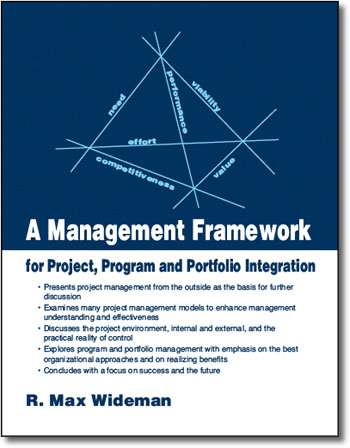 need
performance
viability
effort
competitiveness
value
A Management Framework
for Project, Program and Portfolio Integration
• Presents project management from the outside as the basis for further
discussion
• Examines many project management models to enhance management
understanding and effectiveness
• Discusses the project environment, internal and external, and the
practical reality of control
• Explores program and portfolio management with emphasis on the best
organizational approaches and on realizing benefits
• Concludes with a focus on success and the future
R. Max Wideman